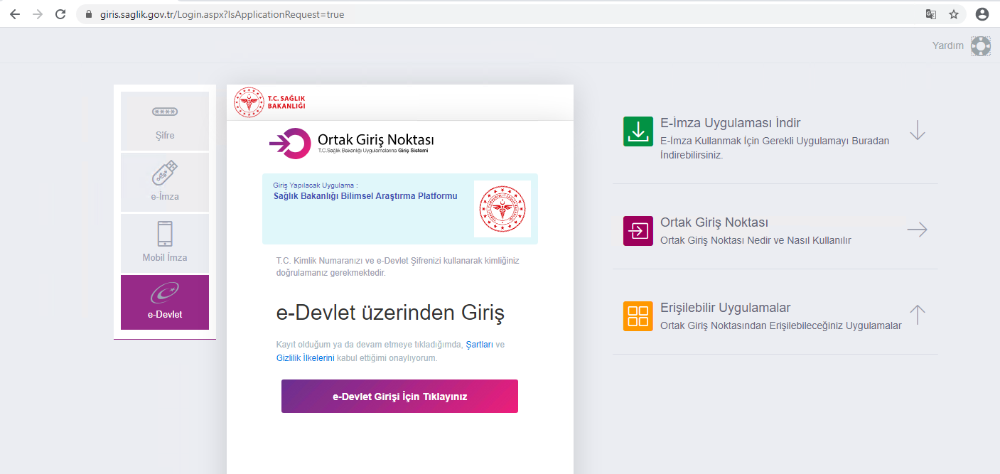 giris.saglik.gov.tr/Login.aspx?IsApplicationRequest=true
Yardım
Şifre
e-İmza
Mobil İmza
e-Devlet
T.C. SAĞLIK
BAKANLIĞI
Ortak Giriş Noktası
T.C.Sağlık Bakanlığı Uygulamalarına Giriş Sistemi
Giriş Yapılacak Uygulama :
Sağlık Bakanlığı Bilimsel Araştırma Platformu
T.C. Kimlik Numaranızı ve e-Devlet Şifrenizi kullanarak kimliğiniz
doğrulamanız gerekmektedir.
e-Devlet üzerinden Giriş
Kayıt olduğum ya da devam etmeye tıkladığımda, Şartları ve
Gizlilik İlkelerini kabul ettiğimi onaylıyorum.
e-Devlet Girişi İçin Tıklayınız
E-İmza Uygulaması İndir
E-İmza Kullanmak İçin Gerekli Uygulamayı Buradan
İndirebilirsiniz.
Ortak Giriş Noktası
Ortak Giriş Noktası Nedir ve Nasıl Kullanılır
Erişilebilir Uygulamalar
Ortak Giriş Noktasından Erişilebileceğiniz Uygulamalar